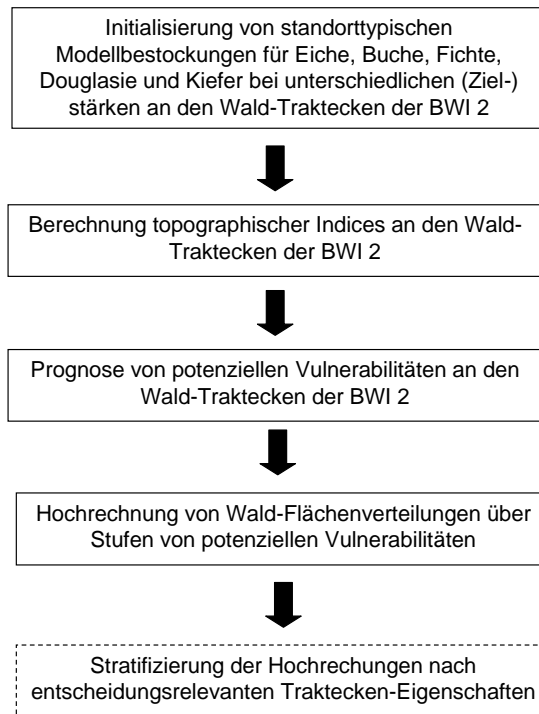 Initialisierung von standorttypischen
Modellbestockungen für Eiche, Buche, Fichte,
Douglasie und Kiefer bei unterschiedlichen (Ziel-)
stärken an den Wald-Traktecken der BWI 2
Berechnung topographischer Indices an den Wald-
Traktecken der BWI 2
Prognose von potenziellen Vulnerabilitäten an den
Wald-Traktecken der BWI 2
Hochrechnung von Wald-Flächenverteilungen über
Stufen von potenziellen Vulnerabilitäten
Stratifizierung der Hochrechungen nach
entscheidungsrelevanten Traktecken-Eigenschaften